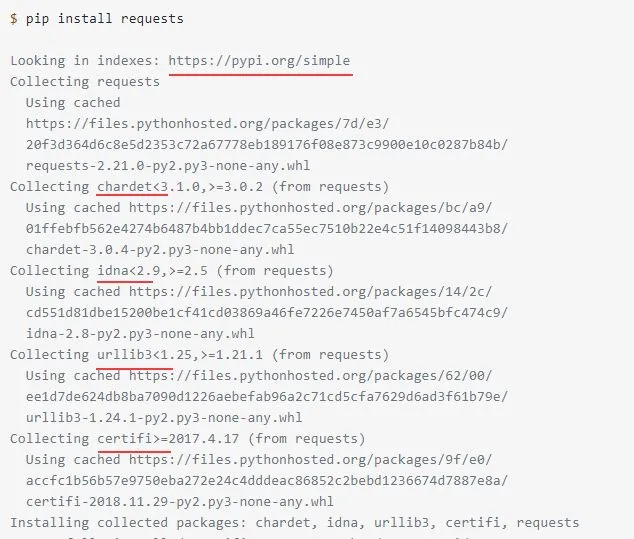 $ pip install requests
Looking in indexes: https://pypi.org/simple
Collecting requests
Using cached
https://files.pythonhosted.org/packages/7d/e3/
20f3d364d6c8e5d2353c72a67778eb189176f08e873c9900e10c0287b84b/
requests-2.21.0-py2.py3-none-any.whl
Collecting chardet<3.1.0,>=3.0.2 (from requests)
Using cached https://files.pythonhosted.org/packages/bc/a9/
01ffebfb562e4274b6487b4bb1ddec7ca55ec7510b22e4c51f14098443b8/
chardet-3.0.4-py2.py3-none-any.whl
Collecting idna<2.9,>=2.5 (from requests)
Using cached https://files.pythonhosted.org/packages/14/2c/
cd551d81dbe15200be1cf41cd03869a46fe7226e7450af7a6545bfc474c9/
idna-2.8-py2.py3-none-any.whl
Collecting urllib3<1.25,>=1.21.1 (from requests)
Using cached https://files.pythonhosted.org/packages/62/00/
ee1d7de624db8ba7090d1226aebefab96a2c71cd5cfa7629d6ad3f61b79e/
urllib3-1.24.1-py2.py3-none-any.whl
Collecting certifi>=2017.4.17 (from requests)
Using cached https://files.pythonhosted.org/packages/9f/e0/
accfc1b56b57e9750eba272e24c4dddeac86852c2bebd1236674d7887e8a/
certifi-2018.11.29-py2.py3-none-any.whl
Installing collected packages: chardet, idna, urllib3, certifi, requests